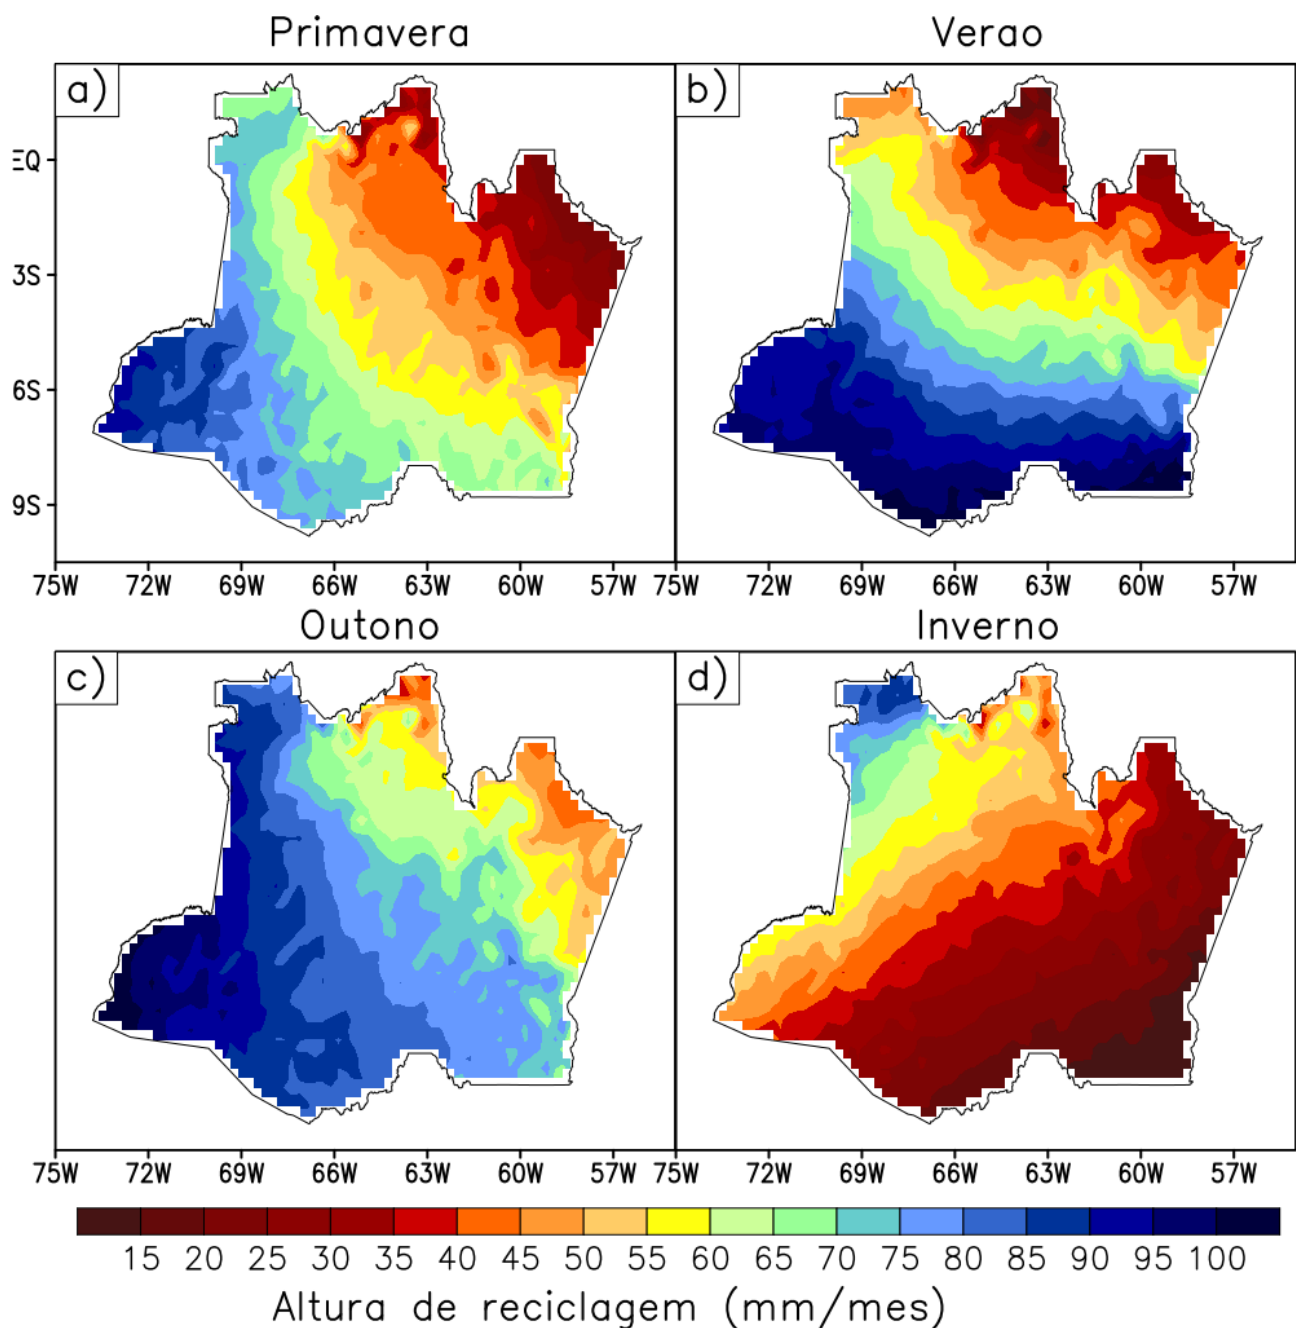 Primavera
Verao
a)
b)
EQ
3S
6S
9S
75W 72W 69W 66W 63W 60W 57W 75W 72W 69W 66W 63W 60W 57W
Outono
Inverno
c)
d)
75W 72W 69W 66W 63W 60W 57W 75W 72W 69W 66W 63W 60W 57W
15 20 25 30 35 40 45 50 55 60 65 70 75 80 85 90 95 100
Altura de reciclagem (mm/mes)